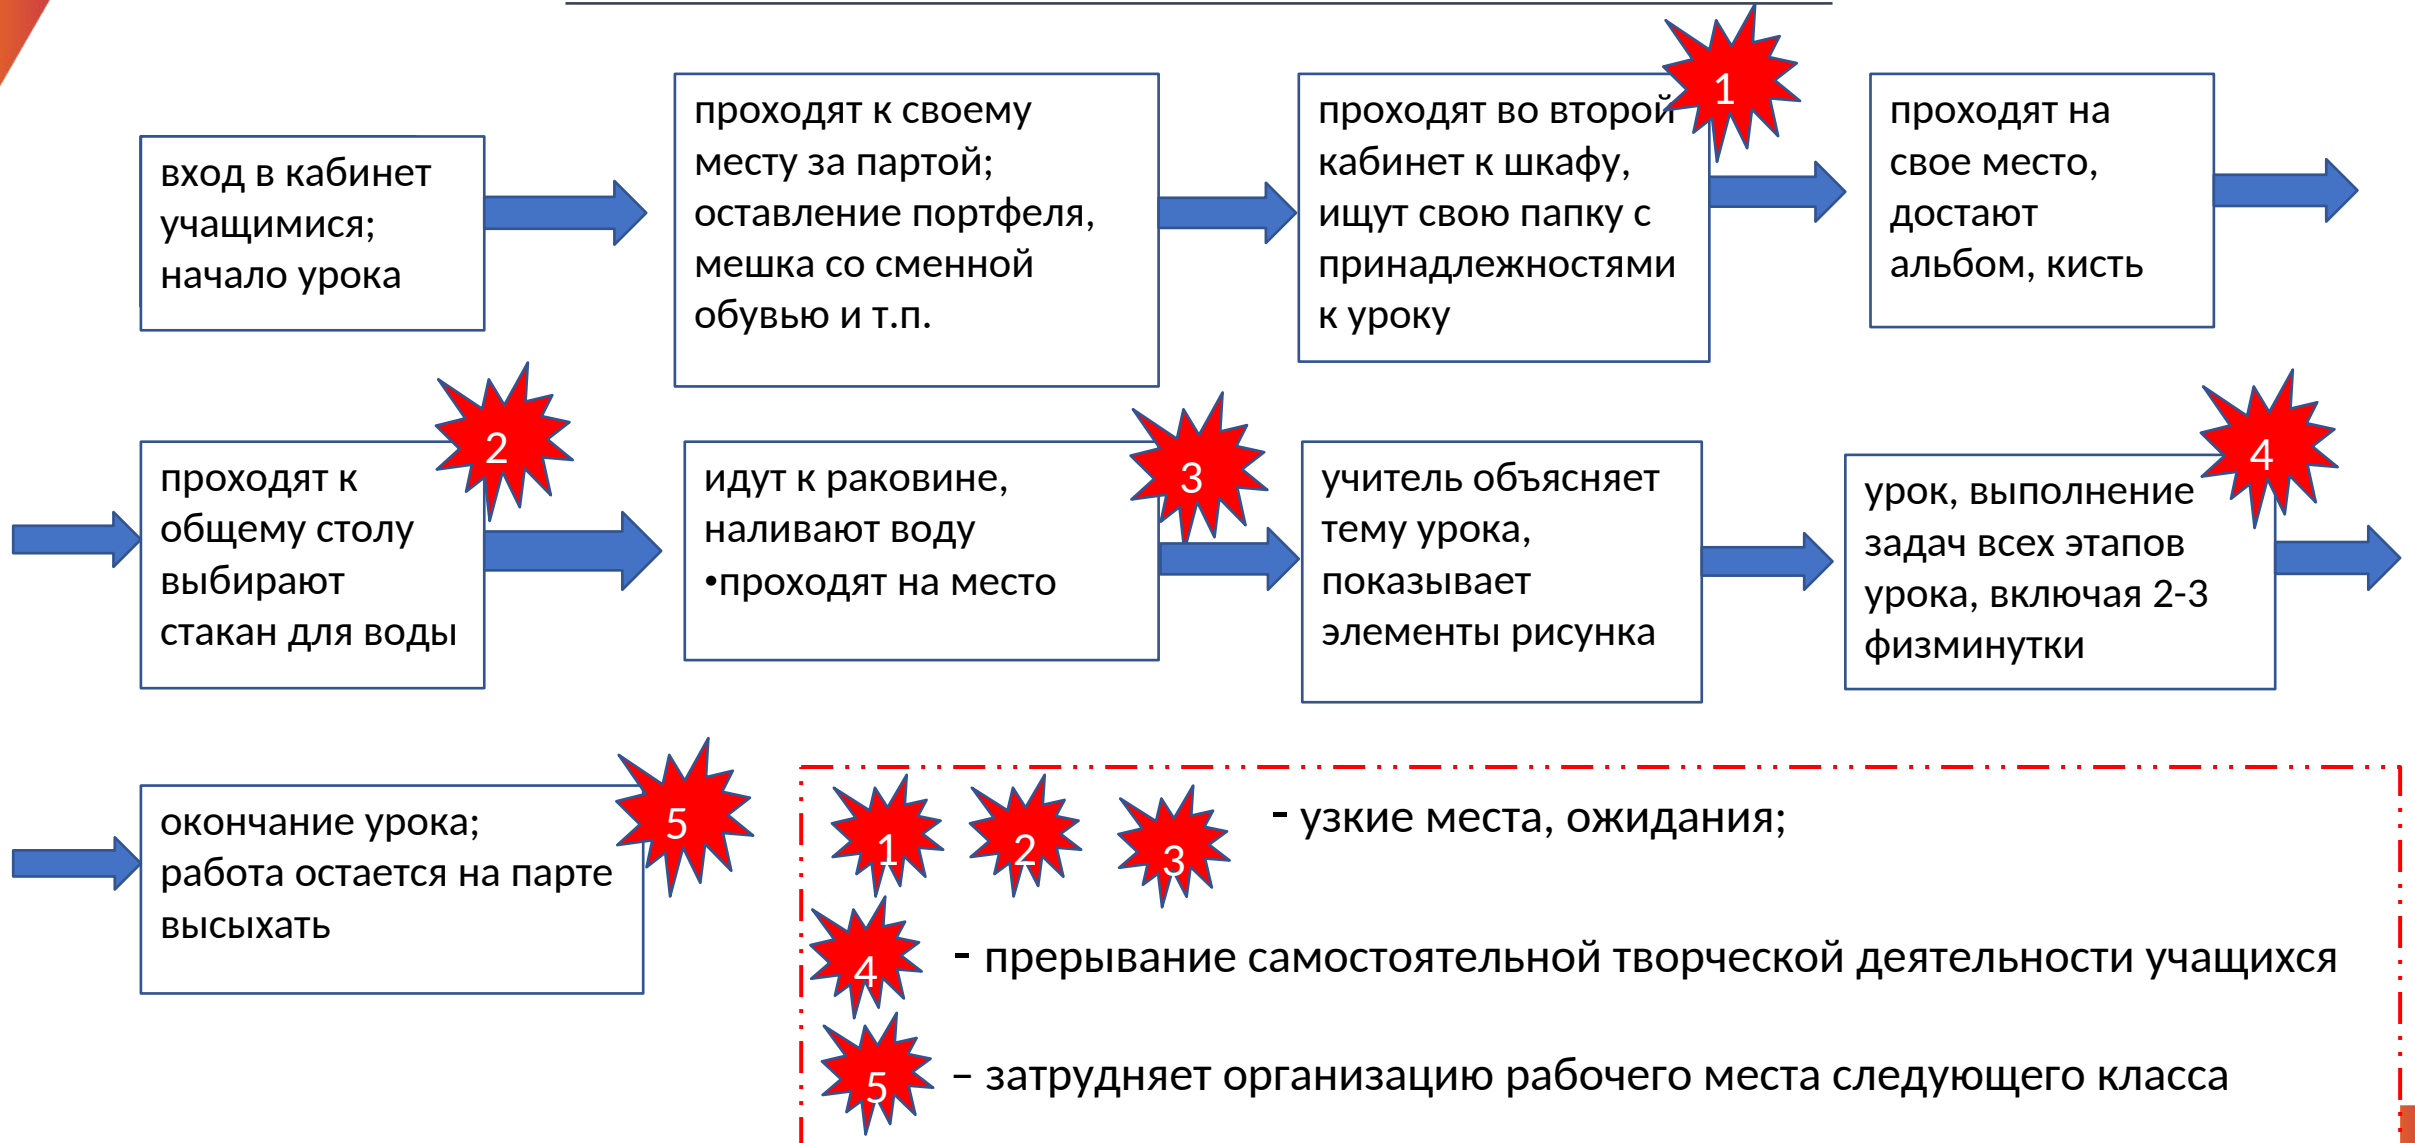 вход в кабинет
учащимися;
начало урока
проходят к своему
месту за партой;
оставление портфеля,
мешка со сменной
обувью и т.п.
проходят во второй
кабинет к шкафу,
ищут свою папку с
принадлежностями
к уроку
1
проходят на
свое место,
достают
альбом, кисть
проходят к
общему столу
выбирают
стакан для воды
2
идут к раковине,
наливают воду
•проходят на место
3
учитель объясняет
тему урока,
показывает
элементы рисунка
урок, выполнение
задач всех этапов
урока, включая 2-3
физминутки
4
окончание урока;
работа остается на парте
высыхать
5
1 2 3 - узкие места, ожидания;
4 - прерывание самостоятельной творческой деятельности учащихся
5 – затрудняет организацию рабочего места следующего класса